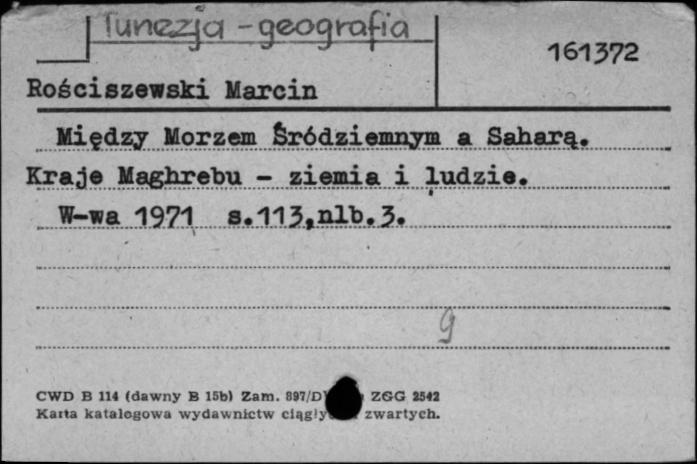 Tunezja - geografia
161372
Rościszewski Marcin
Między Morzem Śródziemnym a Saharą.
Kraje Maghrebu - ziemia i ludzie.
W-wa 1971 s.113,nlb.3.
9
CWD B 114 (dawny B 15b) Zam. 897/D ZGG 2542
Karta katalogowa wydawnictw zwartych.